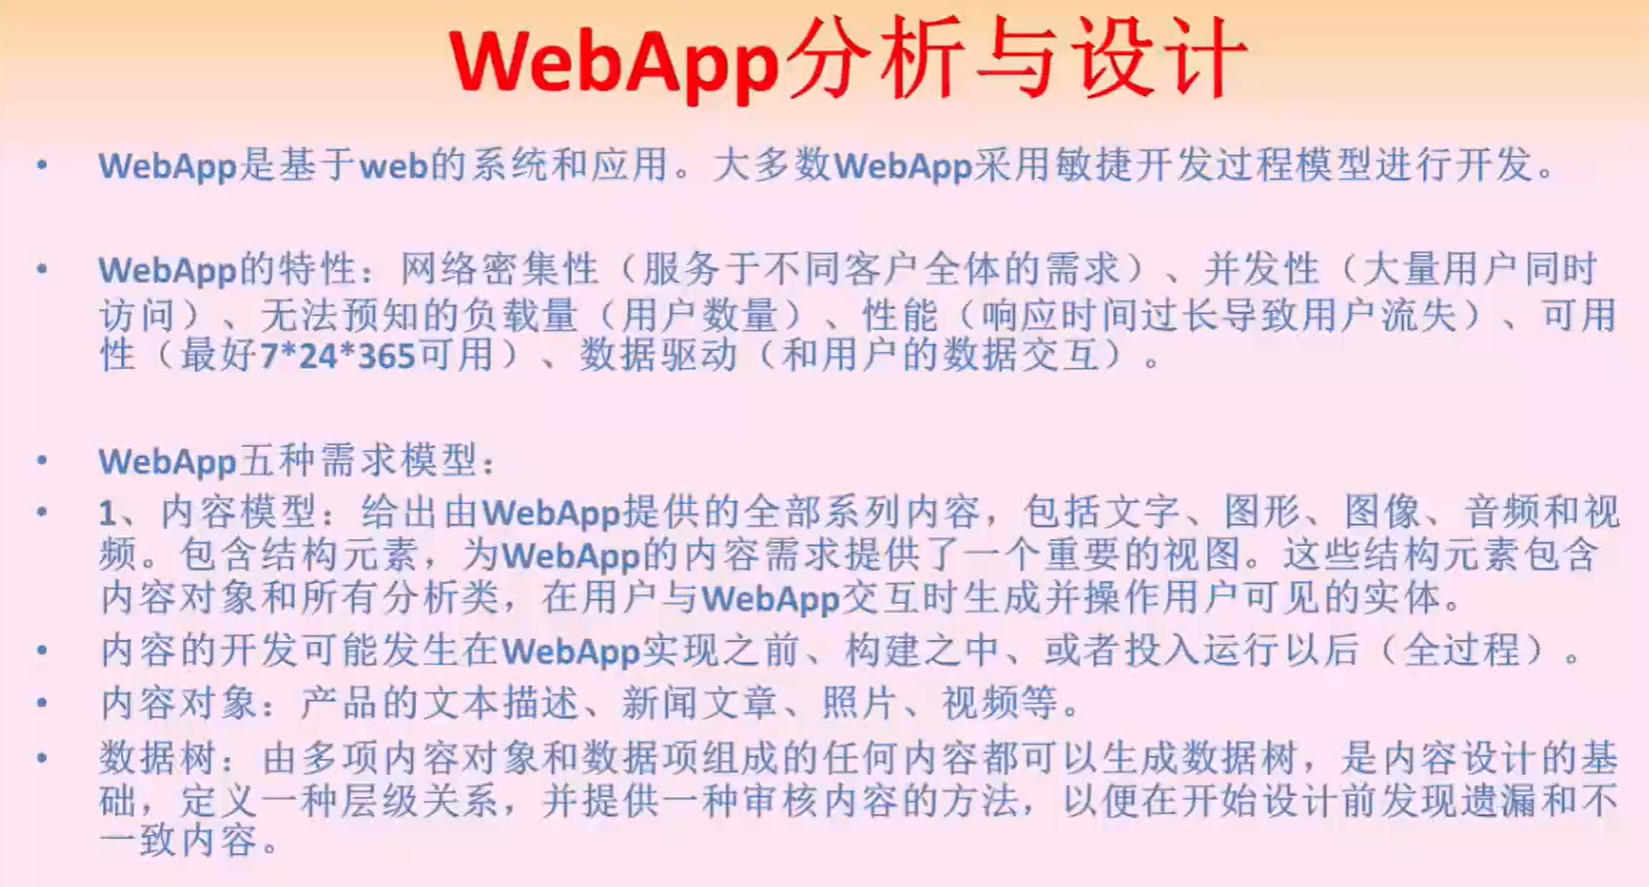 WebApp分析与设计
• WebApp是基于web的系统和应用。大多数WebApp采用敏捷开发过程模型进行开发。
• WebApp的特性：网络密集性（服务于不同客户全体的需求）、并发性（大量用户同时
访问）、无法预知的负载量（用户数量）、性能（响应时间过长导致用户流失）、可用
性（最好7*24*365可用）、数据驱动（和用户的数据交互）。
• WebApp五种需求模型：
• 1、内容模型：给出由WebApp提供的全部系列内容，包括文字、图形、图像、音频和视
频。包含结构元素，为WebApp的内容需求提供了一个重要的视图。这些结构元素包含
内容对象和所有分析类，在用户与WebApp交互时生成并操作用户可见的实体。
• 内容的开发可能发生在WebApp实现之前、构建之中、或者投入运行以后（全过程）。
• 内容对象：产品的文本描述、新闻文章、照片、视频等。
• 数据树：由多项内容对象和数据项组成的任何内容都可以生成数据树，是内容设计的基
础，定义一种层级关系，并提供一种审核内容的方法，以便在开始设计前发现遗漏和不
一致内容。